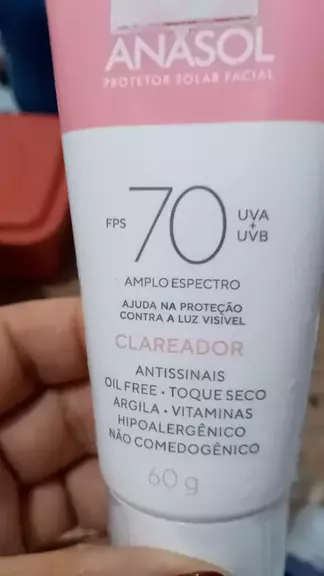 ANASOL
PROTETOR SOLAR FACIAL
FPS 70 UVA + UVB
AMPLO ESPECTRO
AJUDA NA PROTEÇÃO
CONTRA A LUZ VISÍVEL
CLAREADOR
ANTISSINAIS
OIL FREE • TOQUE SECO
ARGILA • VITAMINAS
HIPOALERGÊNICO
NÃO COMEDOGÊNICO
60 g